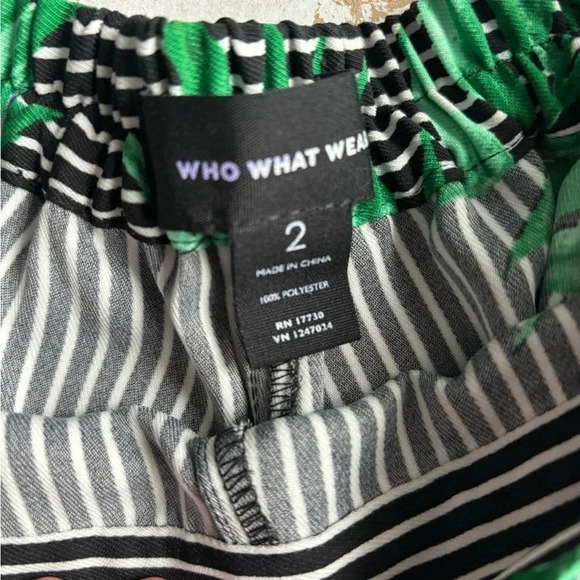 WHO WHAT WEAR
2
MADE IN CHINA
100% POLYESTER
RN 17730
VN 1247024